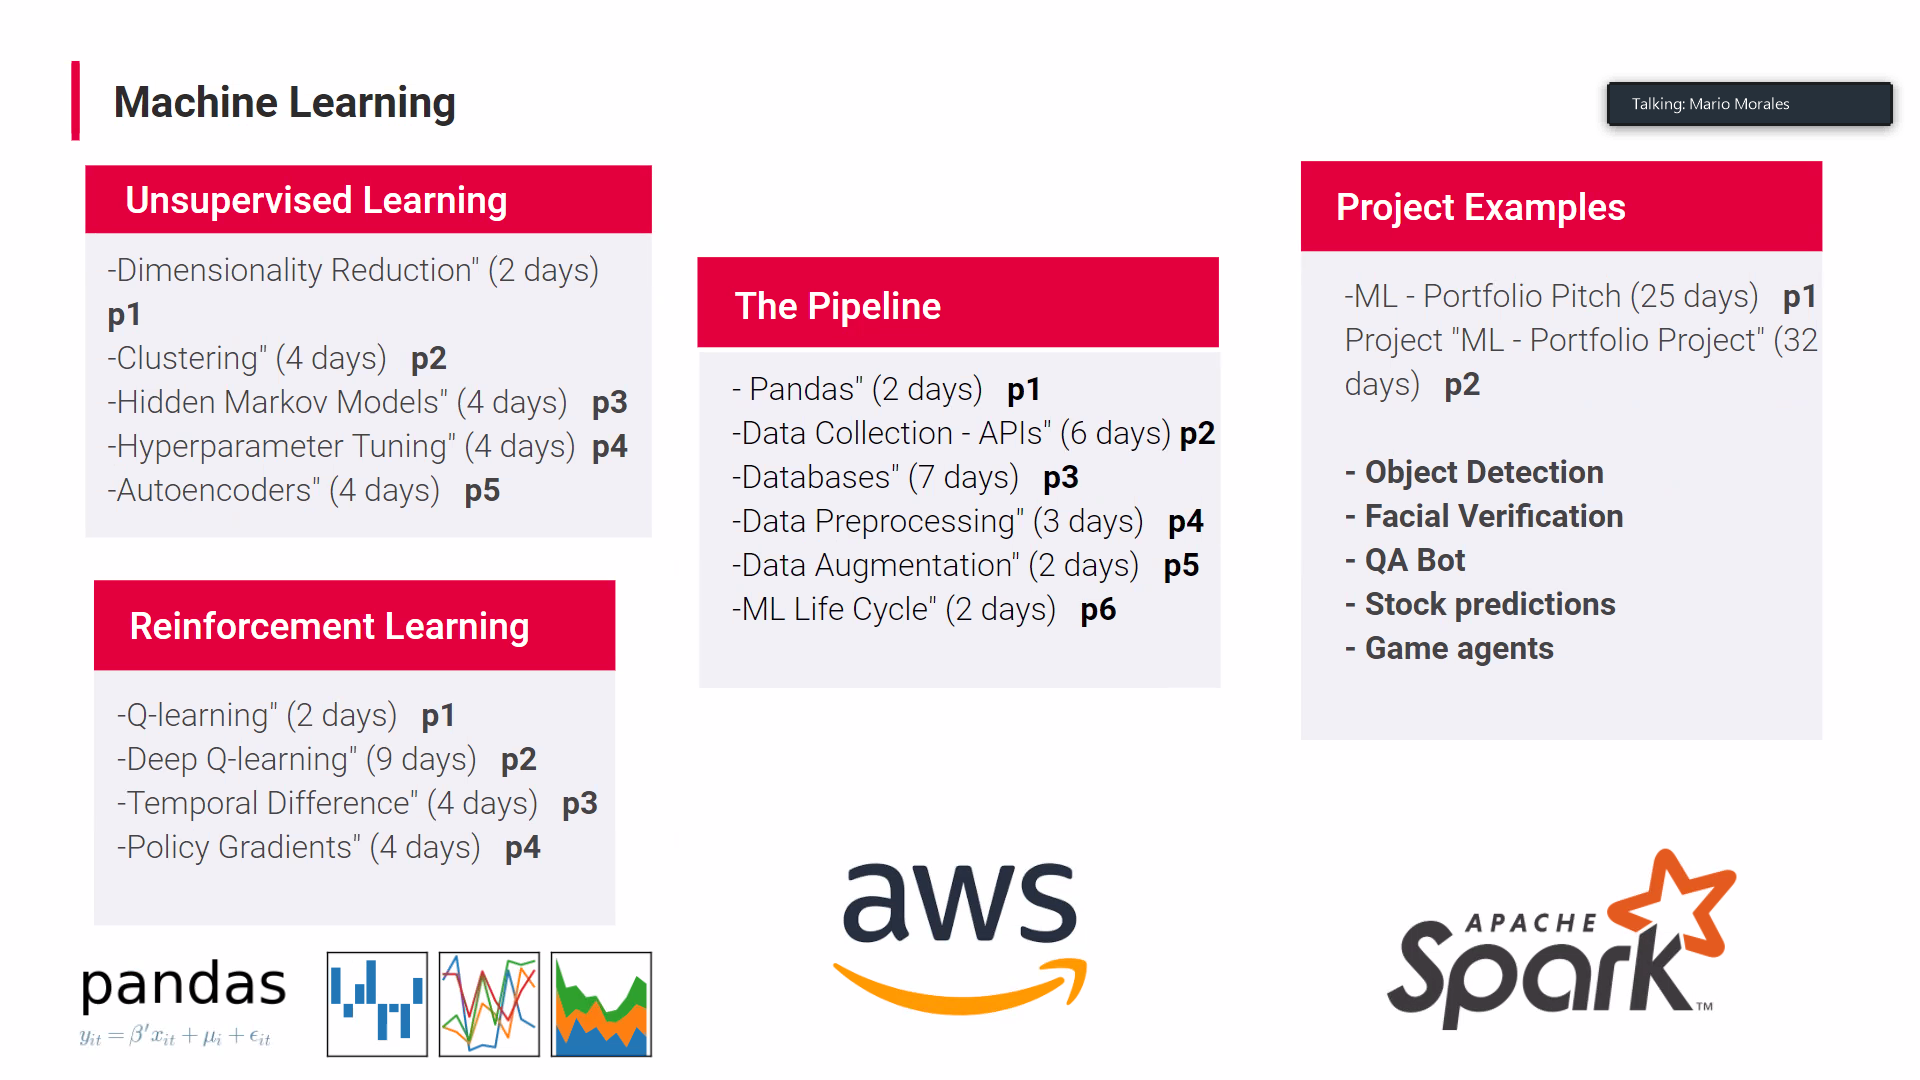 Machine Learning
Talking: Mario Morales
Unsupervised Learning
-Dimensionality Reduction" (2 days)
p1
-Clustering" (4 days) p2
-Hidden Markov Models" (4 days) p3
-Hyperparameter Tuning" (4 days) p4
-Autoencoders" (4 days) p5
Reinforcement Learning
-Q-learning" (2 days) p1
-Deep Q-learning" (9 days) p2
-Temporal Difference" (4 days) p3
-Policy Gradients" (4 days) p4
The Pipeline
- Pandas" (2 days) p1
-Data Collection - APIs" (6 days) p2
-Databases" (7 days) p3
-Data Preprocessing" (3 days) p4
-Data Augmentation" (2 days) p5
-ML Life Cycle" (2 days) p6
Project Examples
-ML - Portfolio Pitch (25 days) p1
Project "ML - Portfolio Project" (32
days) p2
- Object Detection
- Facial Verification
- QA Bot
- Stock predictions
- Game agents
pandas
y_{it} = β'x_{it} + μ_i + ϵ_{it}
aws
APACHE
Spark™